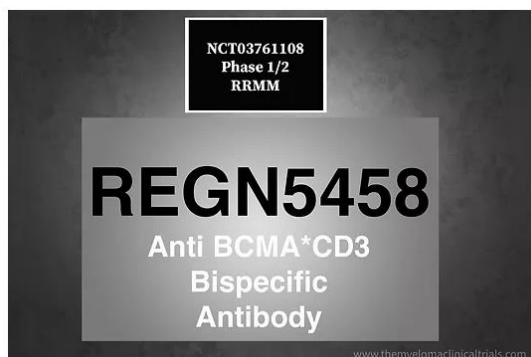 NCT03761108
Phase 1/2
RRMM
REGN5458
Anti BCMA*CD3
Bispecific
Antibody
www.themyelomaclinicaltrials.com